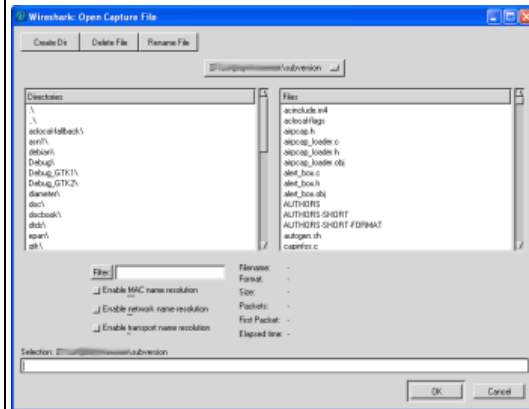 Wireshark: Open Capture File
Create Dir Delete File Rename File
\subversion
Directories
.\
..\
aclocal-fallback\
asn1\
debian\
Debug\
Debug_GTK1\
Debug_GTK2\
diameter\
doc\
docbook\
dtds\
epan\
gtk\
Files
acinclude.m4
aclocal-flags
airpcap.h
airpcap_loader.c
airpcap_loader.h
airpcap_loader.obj
alert_box.c
alert_box.h
alert_box.obj
AUTHORS
AUTHORS-SHORT
AUTHORS-SHORT-FORMAT
autogen.sh
capinfos.c
Filter:
Enable MAC name resolution
Enable network name resolution
Enable transport name resolution
Filename: -
Format: -
Size: -
Packets: -
First Packet: -
Elapsed time: -
Selection: \subversion
OK Cancel